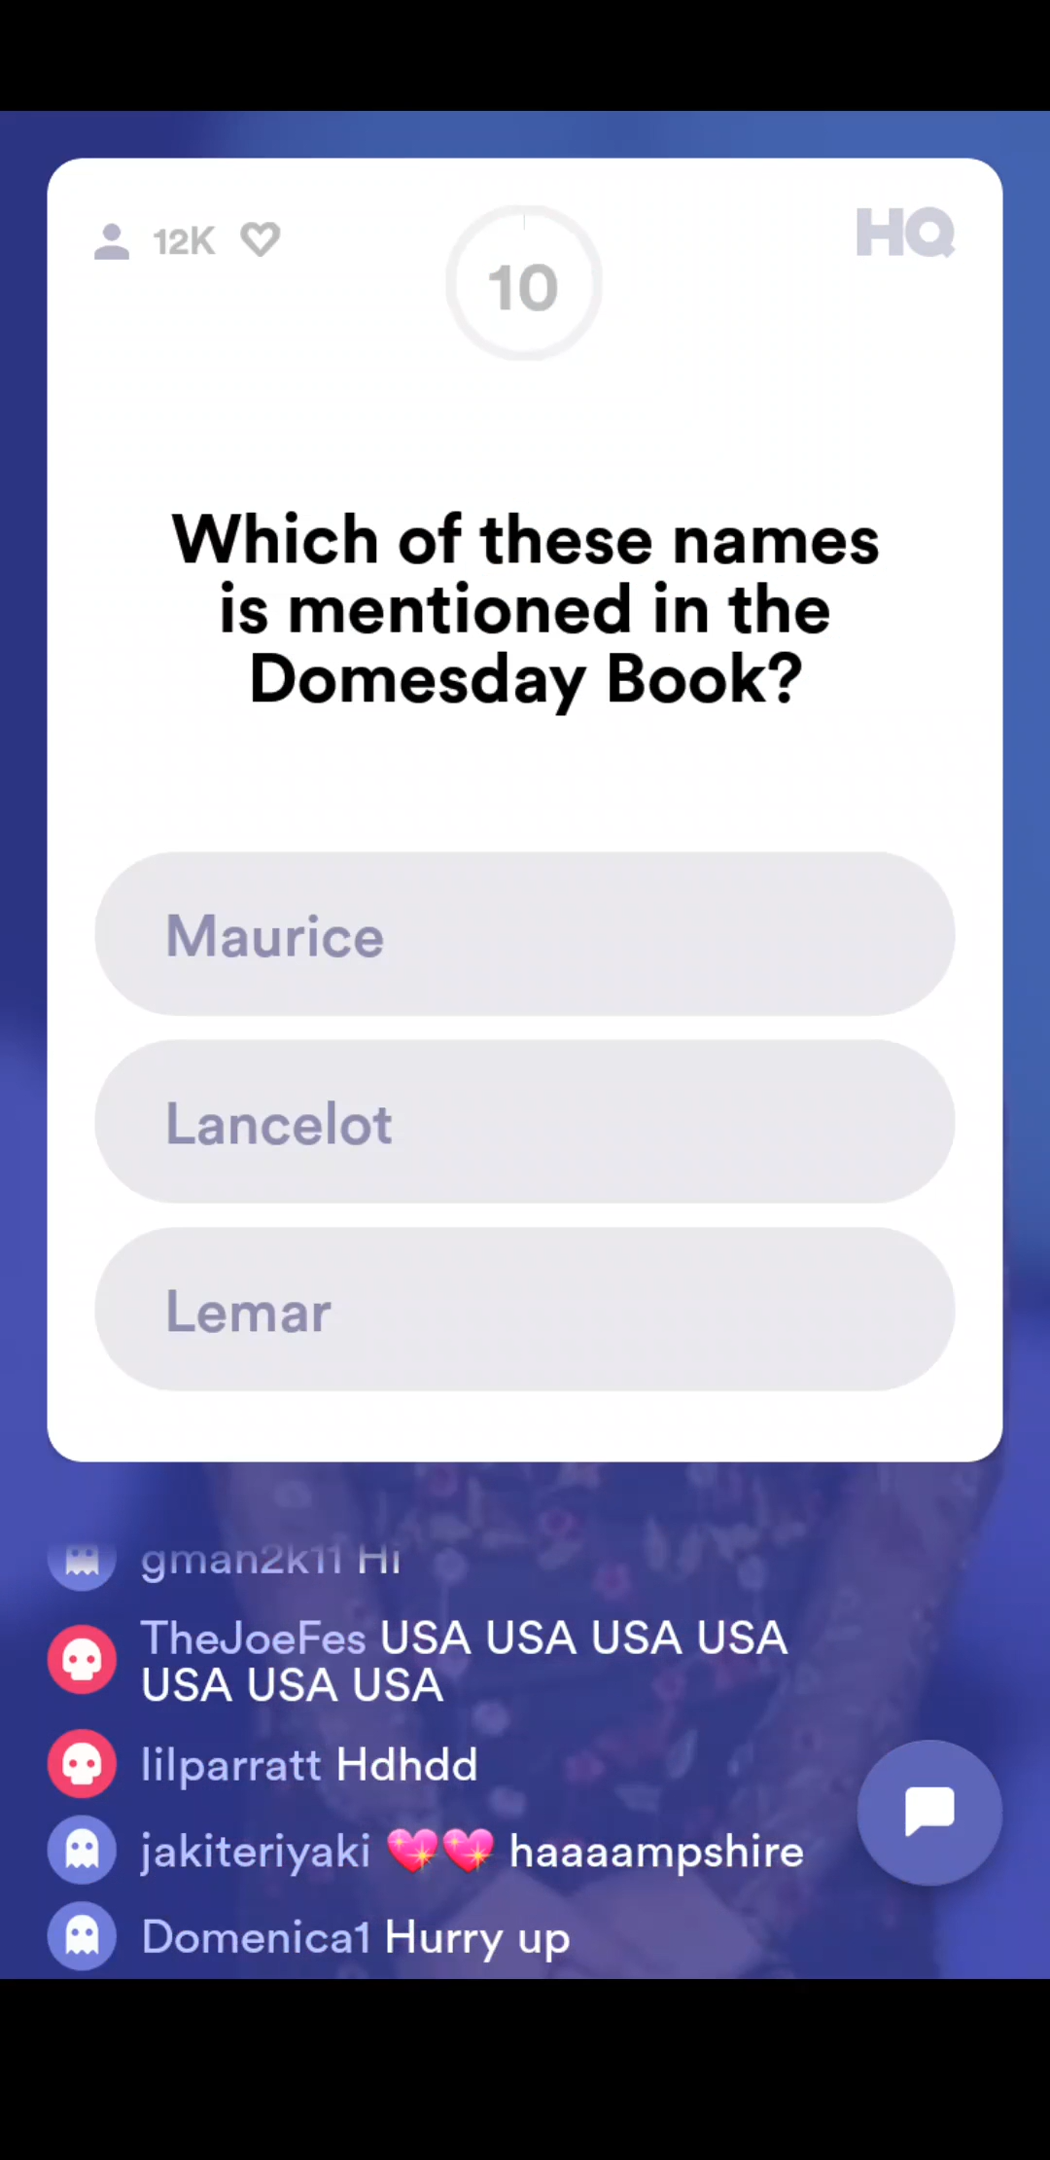 12K
10
HQ
Which of these names
is mentioned in the
Domesday Book?
Maurice
Lancelot
Lemar
gman2k11 Hi
TheJoeFes USA USA USA USA
USA USA USA
lilparratt Hdhdd
jakiteriyaki 💖💖 haaaampshire
Domenica1 Hurry up